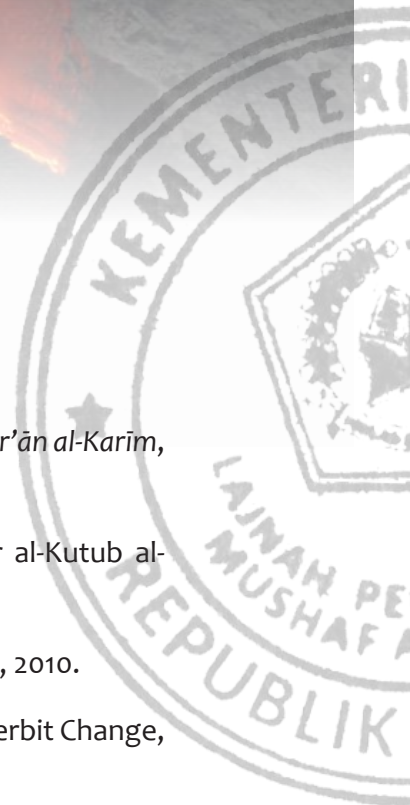 KEMENTERI
r'ān al-Karīm,
r al-Kutub al-
, 2010.
erbit Change,
LAJNAH PE
MUSHAF A
REPUBLIK